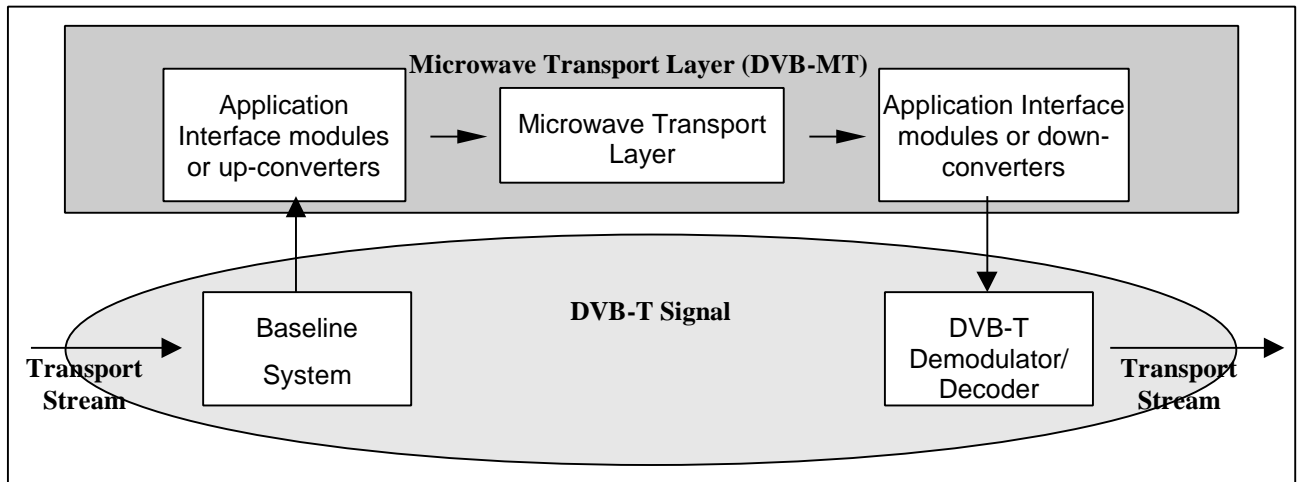 Microwave Transport Layer (DVB-MT)
Application
Interface modules
or up-converters
Microwave Transport
Layer
Application Interface
modules or down-
converters
DVB-T Signal
Transport
Stream
Baseline
System
DVB-T
Demodulator/
Decoder
Transport
Stream